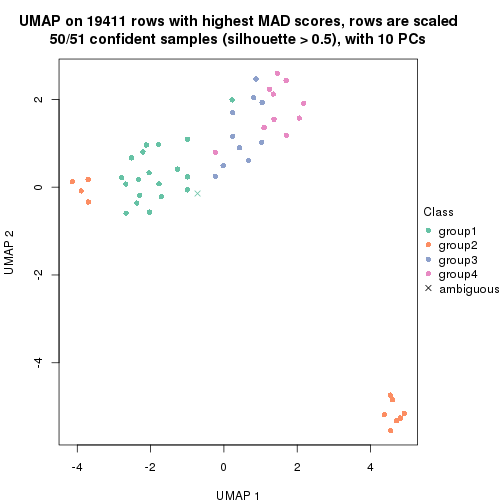 UMAP on 19411 rows with highest MAD scores, rows are scaled
50/51 confident samples (silhouette > 0.5), with 10 PCs
2
0
-2
-4
UMAP 2
-4
-2
0
2
4
UMAP 1
Class
group1
group2
group3
group4
ambiguous